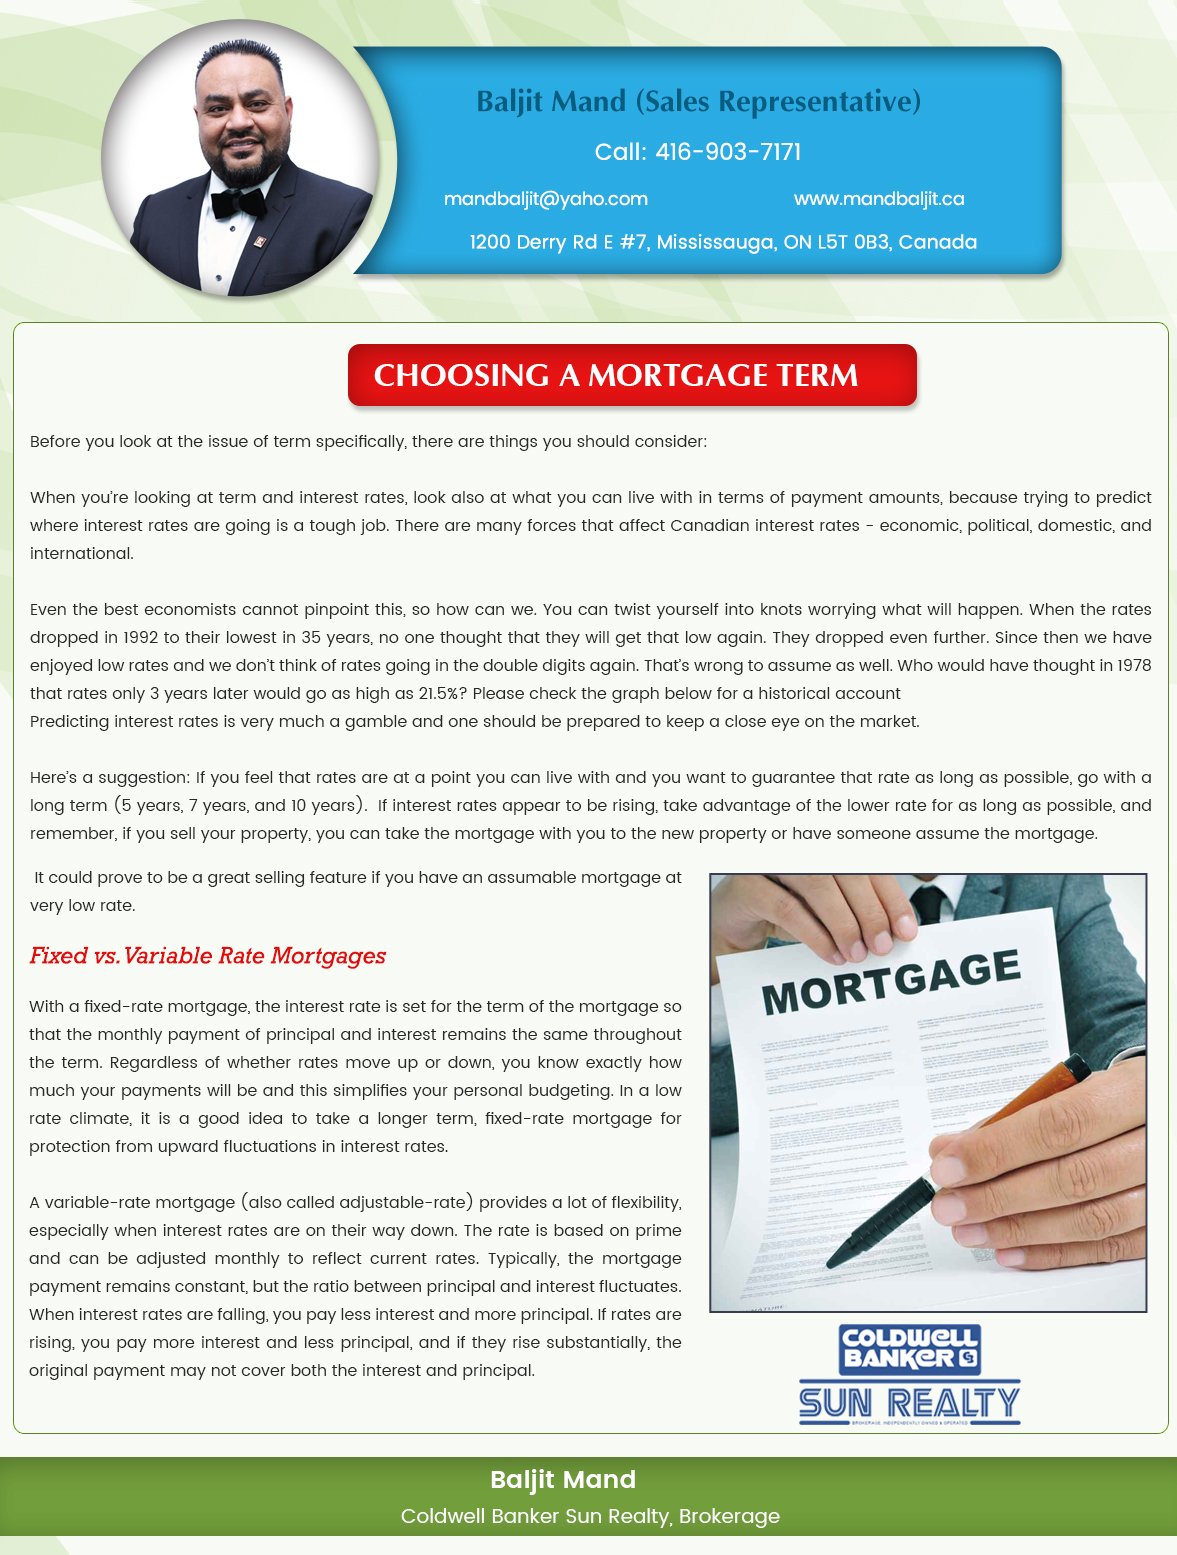 Baljit Mand (Sales Representative)
Call: 416-903-7171
mandbaljit@yaho.com www.mandbaljit.ca
1200 Derry Rd E #7, Mississauga, ON L5T 0B3, Canada
CHOOSING A MORTGAGE TERM
Before you look at the issue of term specifically, there are things you should consider:
When you’re looking at term and interest rates, look also at what you can live with in terms of payment amounts, because trying to predict
where interest rates are going is a tough job. There are many forces that affect Canadian interest rates - economic, political, domestic, and
international.
Even the best economists cannot pinpoint this, so how can we. You can twist yourself into knots worrying what will happen. When the rates
dropped in 1992 to their lowest in 35 years, no one thought that they will get that low again. They dropped even further. Since then we have
enjoyed low rates and we don’t think of rates going in the double digits again. That’s wrong to assume as well. Who would have thought in 1978
that rates only 3 years later would go as high as 21.5%? Please check the graph below for a historical account
Predicting interest rates is very much a gamble and one should be prepared to keep a close eye on the market.
Here’s a suggestion: If you feel that rates are at a point you can live with and you want to guarantee that rate as long as possible, go with a
long term (5 years, 7 years, and 10 years). If interest rates appear to be rising, take advantage of the lower rate for as long as possible, and
remember, if you sell your property, you can take the mortgage with you to the new property or have someone assume the mortgage.
It could prove to be a great selling feature if you have an assumable mortgage at
very low rate.
Fixed vs. Variable Rate Mortgages
With a fixed-rate mortgage, the interest rate is set for the term of the mortgage so
that the monthly payment of principal and interest remains the same throughout
the term. Regardless of whether rates move up or down, you know exactly how
much your payments will be and this simplifies your personal budgeting. In a low
rate climate, it is a good idea to take a longer term, fixed-rate mortgage for
protection from upward fluctuations in interest rates.
A variable-rate mortgage (also called adjustable-rate) provides a lot of flexibility,
especially when interest rates are on their way down. The rate is based on prime
and can be adjusted monthly to reflect current rates. Typically, the mortgage
payment remains constant, but the ratio between principal and interest fluctuates.
When interest rates are falling, you pay less interest and more principal. If rates are
rising, you pay more interest and less principal, and if they rise substantially, the
original payment may not cover both the interest and principal.
MORTGAGE
COLDWELL
BANKER
SUN REALTY
BROKERAGE, INDEPENDENTLY OWNED & OPERATED
Baljit Mand
Coldwell Banker Sun Realty, Brokerage